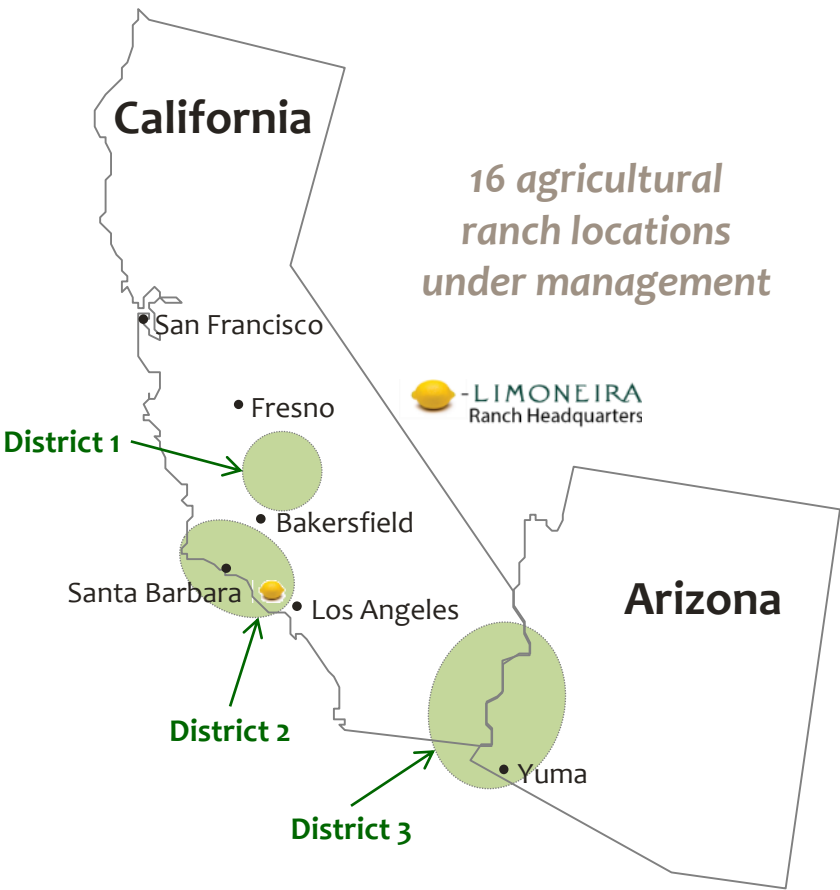 California
16 agricultural
ranch locations
under management
San Francisco
-LIMONEIRA
Ranch Headquarters
Fresno
District 1
Bakersfield
Santa Barbara
Los Angeles
Arizona
District 2
Yuma
District 3